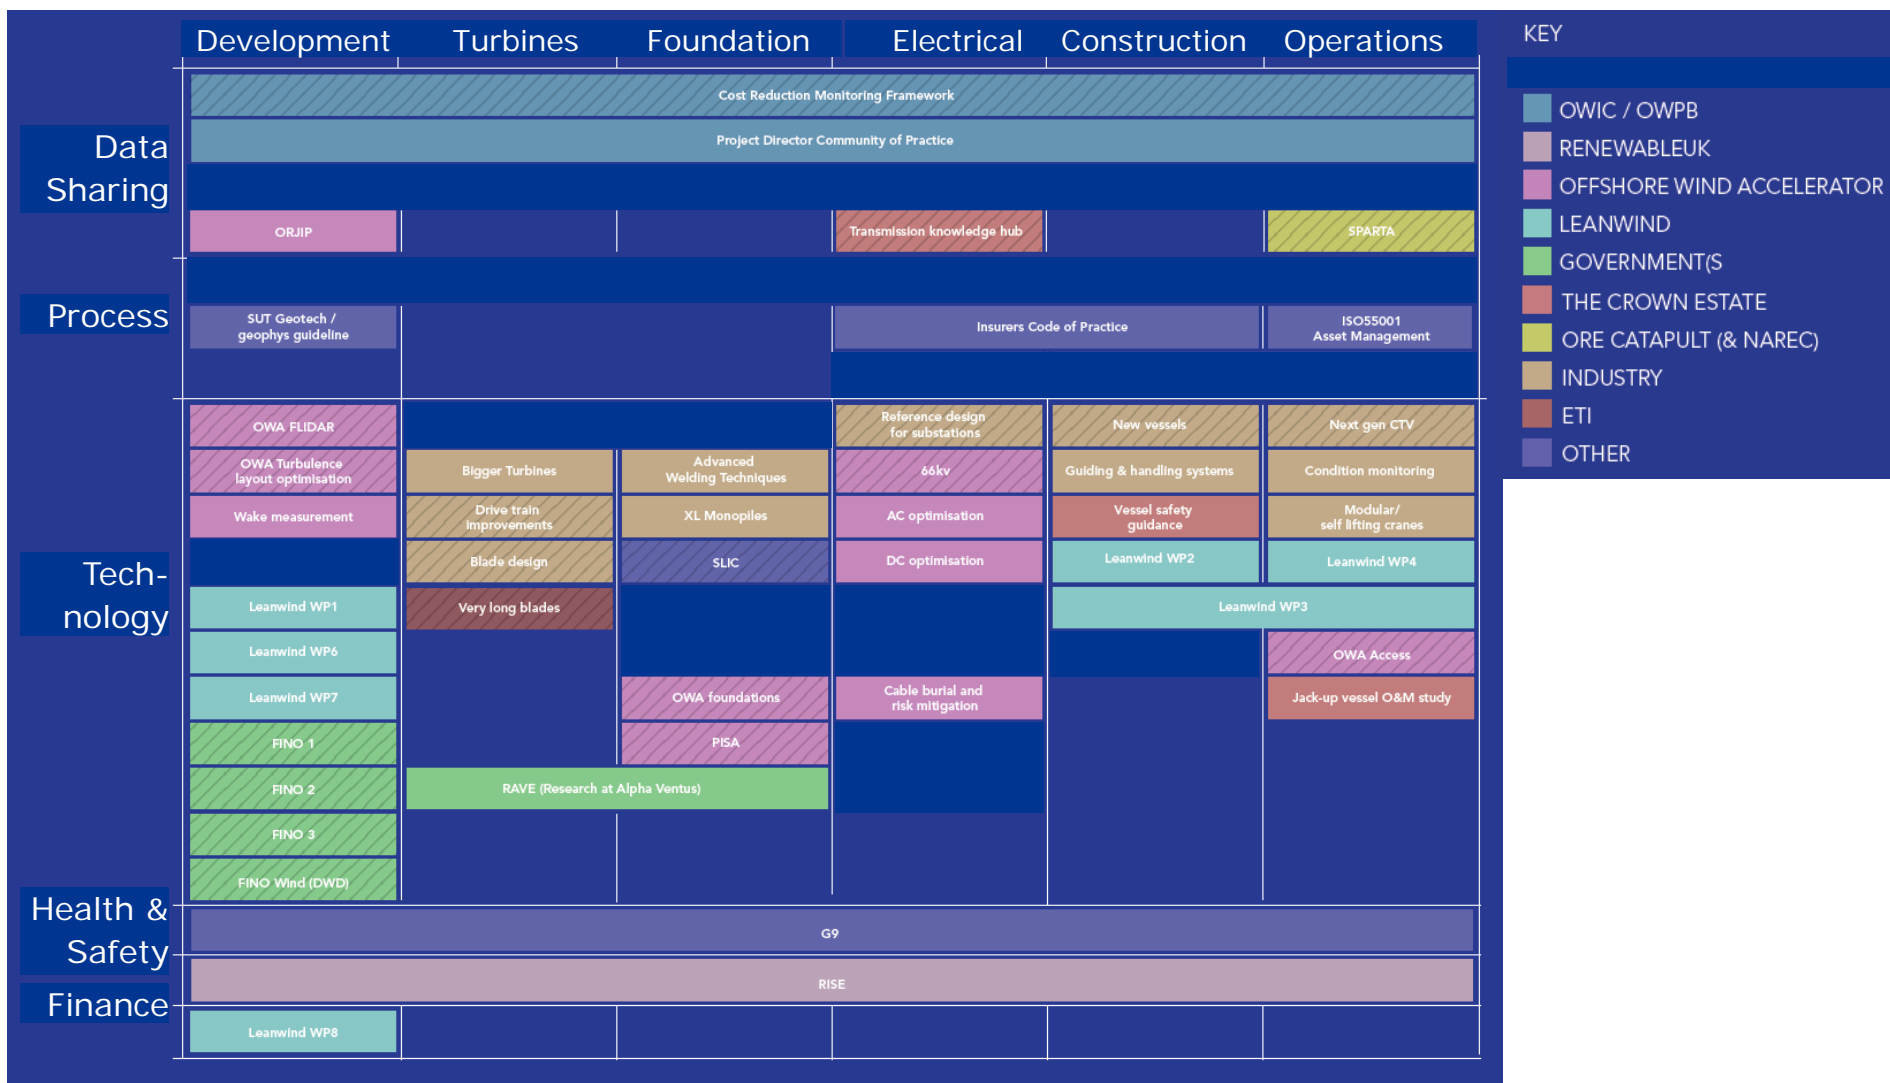 Development Turbines Foundation Electrical Construction Operations
KEY
OWIC / OWPB
RENEWABLEUK
OFFSHORE WIND ACCELERATOR
LEANWIND
GOVERNMENT(S
THE CROWN ESTATE
ORE CATAPULT (& NAREC)
INDUSTRY
ETI
OTHER
Data
Sharing
Cost Reduction Monitoring Framework
Project Director Community of Practice
ORJIP
Transmission knowledge hub
SPARTA
Process
SUT Geotech /
geophys guideline
Insurers Code of Practice
ISO55001
Asset Management
Tech-
nology
OWA FLIDAR
Reference design
for substations
New vessels
Next gen CTV
OWA Turbulence
layout optimisation
Bigger Turbines
Advanced
Welding Techniques
66kv
Guiding & handling systems
Condition monitoring
Wake measurement
Drive train
improvements
XL Monopiles
AC optimisation
Vessel safety
guidance
Modular/
self lifting cranes
Blade design
SLIC
DC optimisation
Leanwind WP2
Leanwind WP4
Leanwind WP1
Very long blades
Leanwind WP3
Leanwind WP6
OWA Access
Leanwind WP7
OWA foundations
Cable burial and
risk mitigation
Jack-up vessel O&M study
FINO 1
PISA
FINO 2
RAVE (Research at Alpha Ventus)
FINO 3
FINO Wind (DWD)
Health &
Safety
G9
RISE
Finance
Leanwind WP8